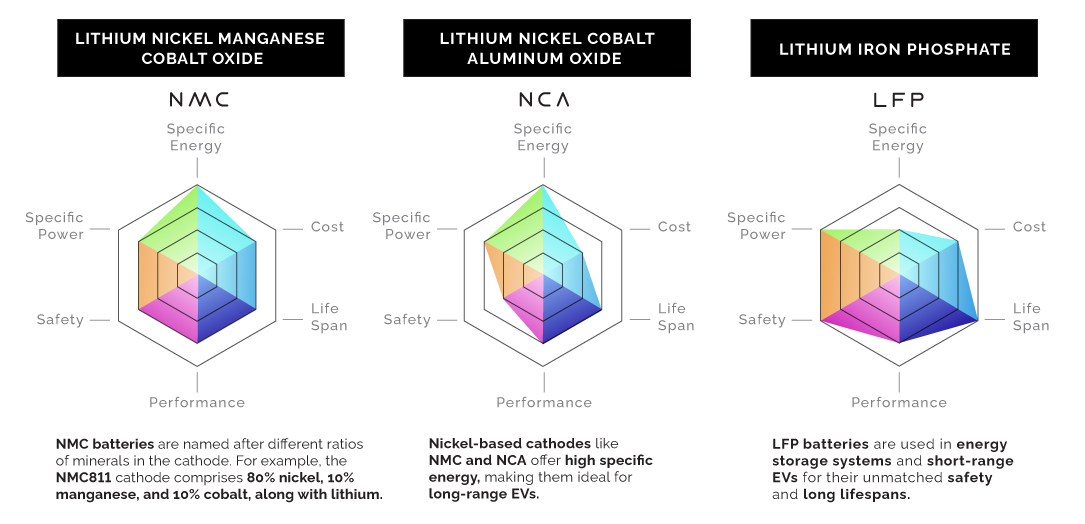 LITHIUM NICKEL MANGANESE
COBALT OXIDE
NMC
Specific
Energy
Specific
Power
Cost
Safety
Life
Span
Performance
NMC batteries are named after different ratios
of minerals in the cathode. For example, the
NMC811 cathode comprises 80% nickel, 10%
manganese, and 10% cobalt, along with lithium.
LITHIUM NICKEL COBALT
ALUMINUM OXIDE
NCA
Specific
Energy
Specific
Power
Cost
Safety
Life
Span
Performance
Nickel-based cathodes like
NMC and NCA offer high specific
energy, making them ideal for
long-range EVs.
LITHIUM IRON PHOSPHATE
LFP
Specific
Energy
Specific
Power
Cost
Safety
Life
Span
Performance
LFP batteries are used in energy
storage systems and short-range
EVs for their unmatched safety
and long lifespans.